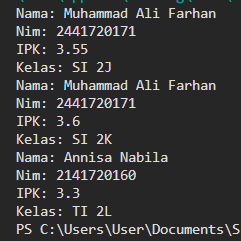 Nama: Muhammad Ali Farhan
Nim: 2441720171
IPK: 3.55
Kelas: SI 2J
Nama: Muhammad Ali Farhan
Nim: 2441720171
IPK: 3.6
Kelas: SI 2K
Nama: Annisa Nabila
Nim: 2141720160
IPK: 3.3
Kelas: TI 2L
PS C:\Users\User\Documents\S